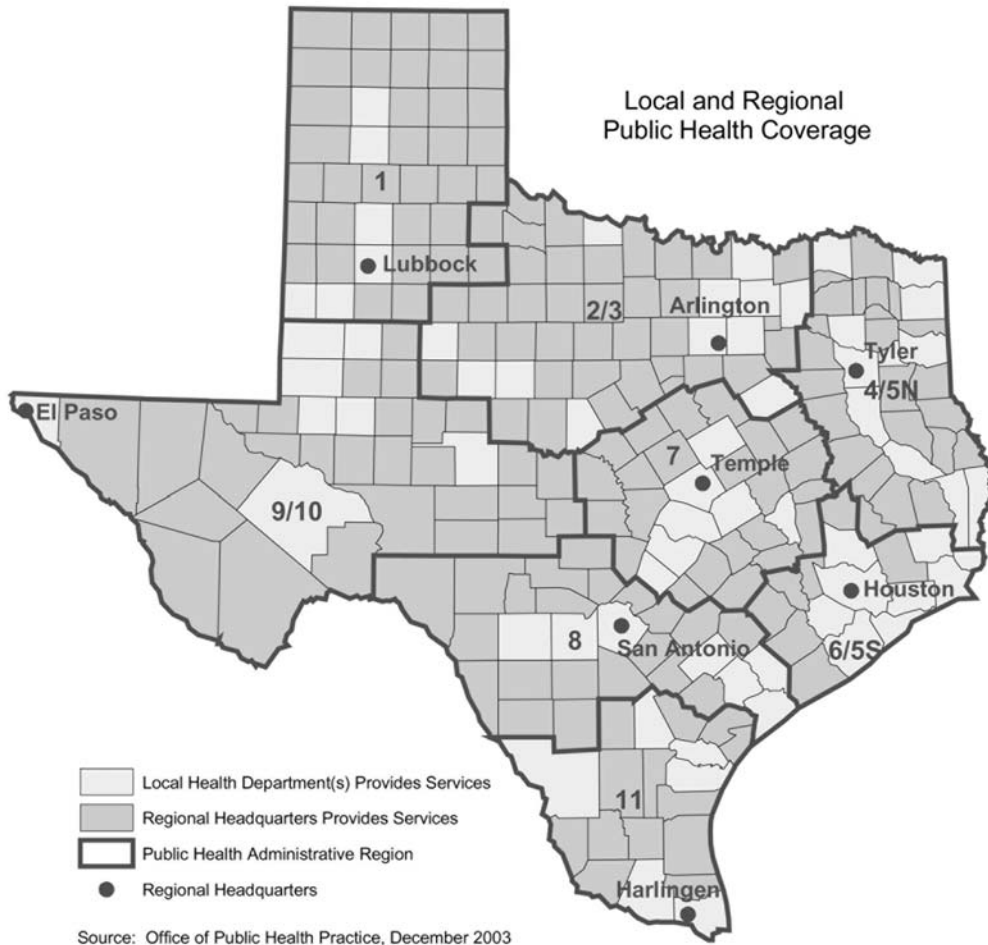 Local and Regional
Public Health Coverage
1
Lubbock
2/3
Arlington
Tyler
4/5N
El Paso
7
Temple
9/10
Houston
8
San Antonio
6/5S
11
Harlingen
Local Health Department(s) Provides Services
Regional Headquarters Provides Services
Public Health Administrative Region
Regional Headquarters
Source: Office of Public Health Practice, December 2003